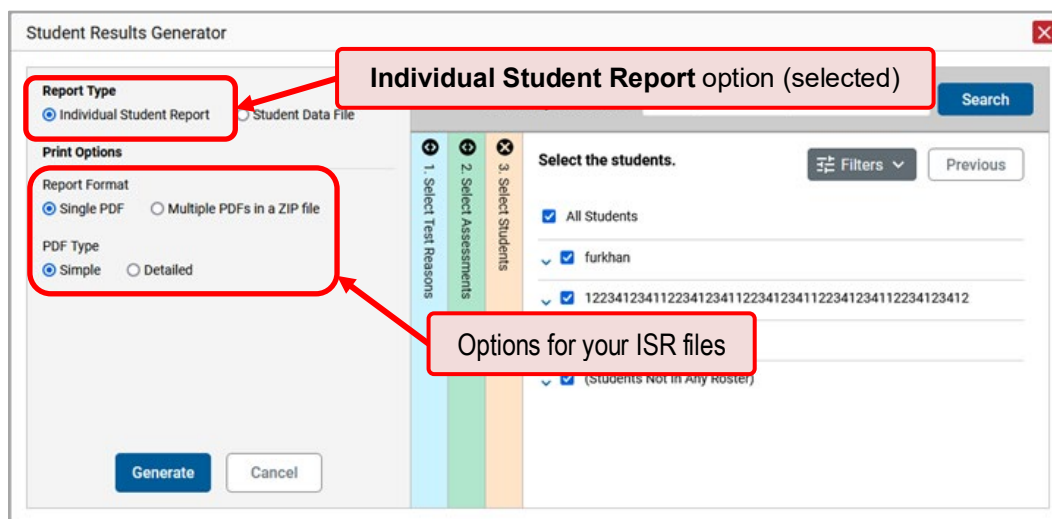 Student Results Generator
Individual Student Report option (selected)
Report Type
Individual Student Report
Student Data File
Search
Print Options
Report Format
Single PDF
Multiple PDFs in a ZIP file
PDF Type
Simple
Detailed
Generate
Cancel
1. Select Test Reasons
2. Select Assessments
3. Select Students
Select the students.
Filters
Previous
All Students
furkhan
1223412341122341234112234123411223412341122341234​12
Options for your ISR files
(Students Not In Any Roster)